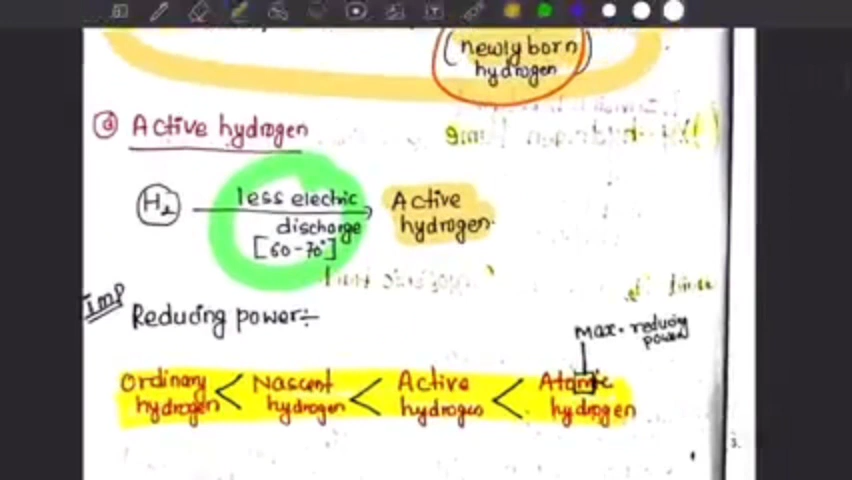 (newly born)
hydrogen
@ Active hydrogen
H₂ less electric Active
discharge hydrogen.
[60-70°]
Imp
Reducing power:-
Max. reducing
power
Ordinary < Nascent < Active < Atomic
hydrogen hydrogen hydrogen hydrogen